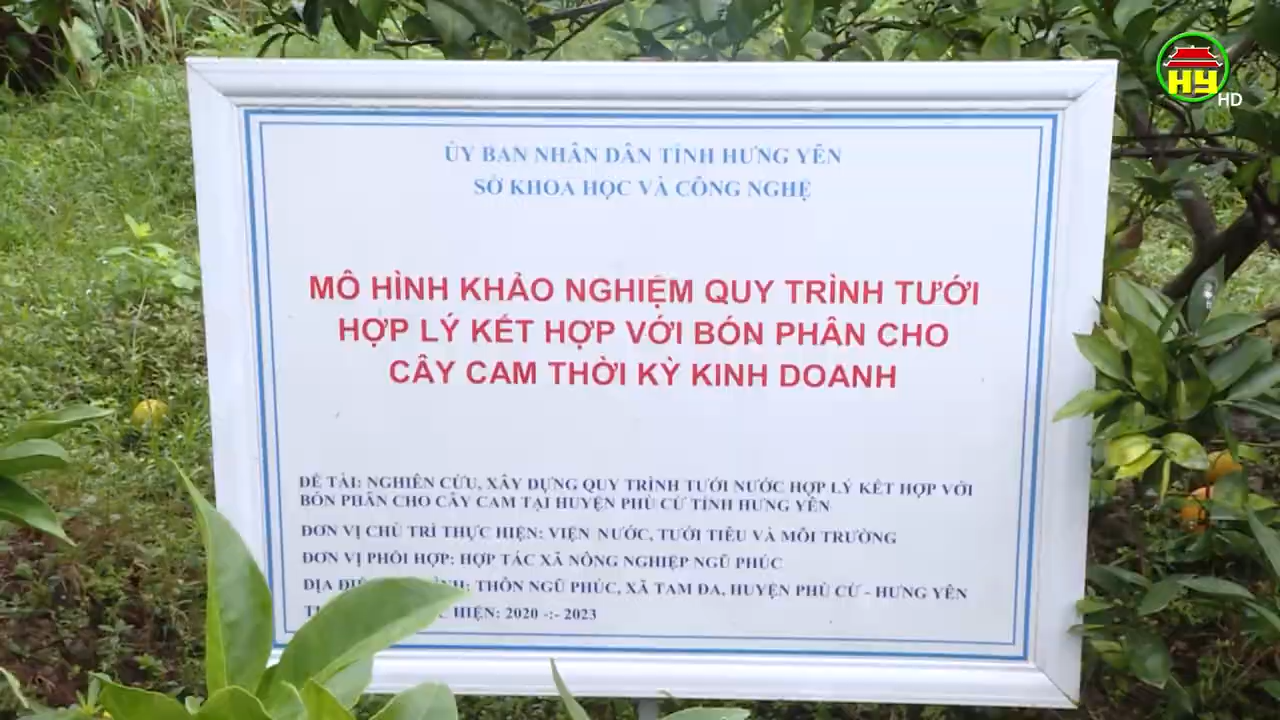 HY
HD
ỦY BAN NHÂN DÂN TỈNH HƯNG YÊN
SỞ KHOA HỌC VÀ CÔNG NGHỆ
MÔ HÌNH KHẢO NGHIỆM QUY TRÌNH TƯỚI
HỢP LÝ KẾT HỢP VỚI BÓN PHÂN CHO
CÂY CAM THỜI KỲ KINH DOANH
ĐỀ TÀI: NGHIÊN CỨU, XÂY DỰNG QUY TRÌNH TƯỚI NƯỚC HỢP LÝ KẾT HỢP VỚI
BÓN PHÂN CHO CÂY CAM TẠI HUYỆN PHÙ CỪ TỈNH HƯNG YÊN
ĐƠN VỊ CHỦ TRÌ THỰC HIỆN: VIỆN NƯỚC, TƯỚI TIÊU VÀ MÔI TRƯỜNG
ĐƠN VỊ PHỐI HỢP: HỢP TÁC XÃ NÔNG NGHIỆP NGŨ PHÚC
ĐỊA THÔN NGŨ PHÚC, XÃ TAM ĐA, HUYỆN PHÙ CỪ - HƯNG YÊN
HIỆN: 2020 -:- 2023